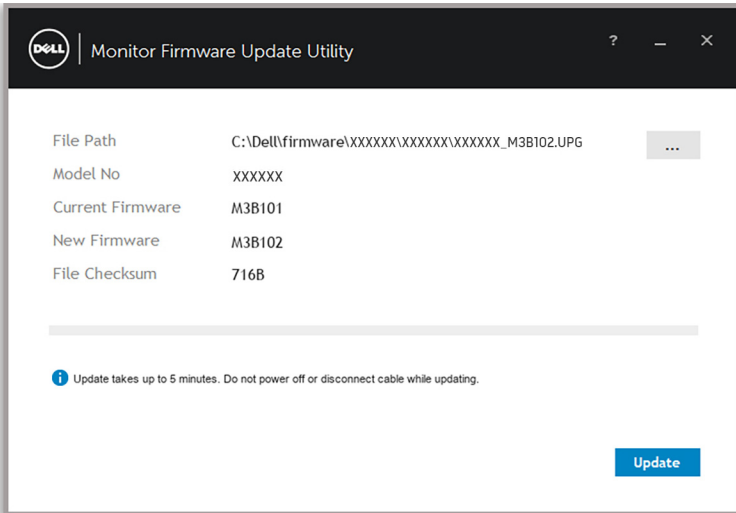 DELL
Monitor Firmware Update Utility
? _ ×
File Path C:\Dell\firmware\XXXXXX\XXXXXX\XXXXXX_M3B102.UPG ...
Model No XXXXXX
Current Firmware M3B101
New Firmware M3B102
File Checksum 716B
i Update takes up to 5 minutes. Do not power off or disconnect cable while updating.
Update